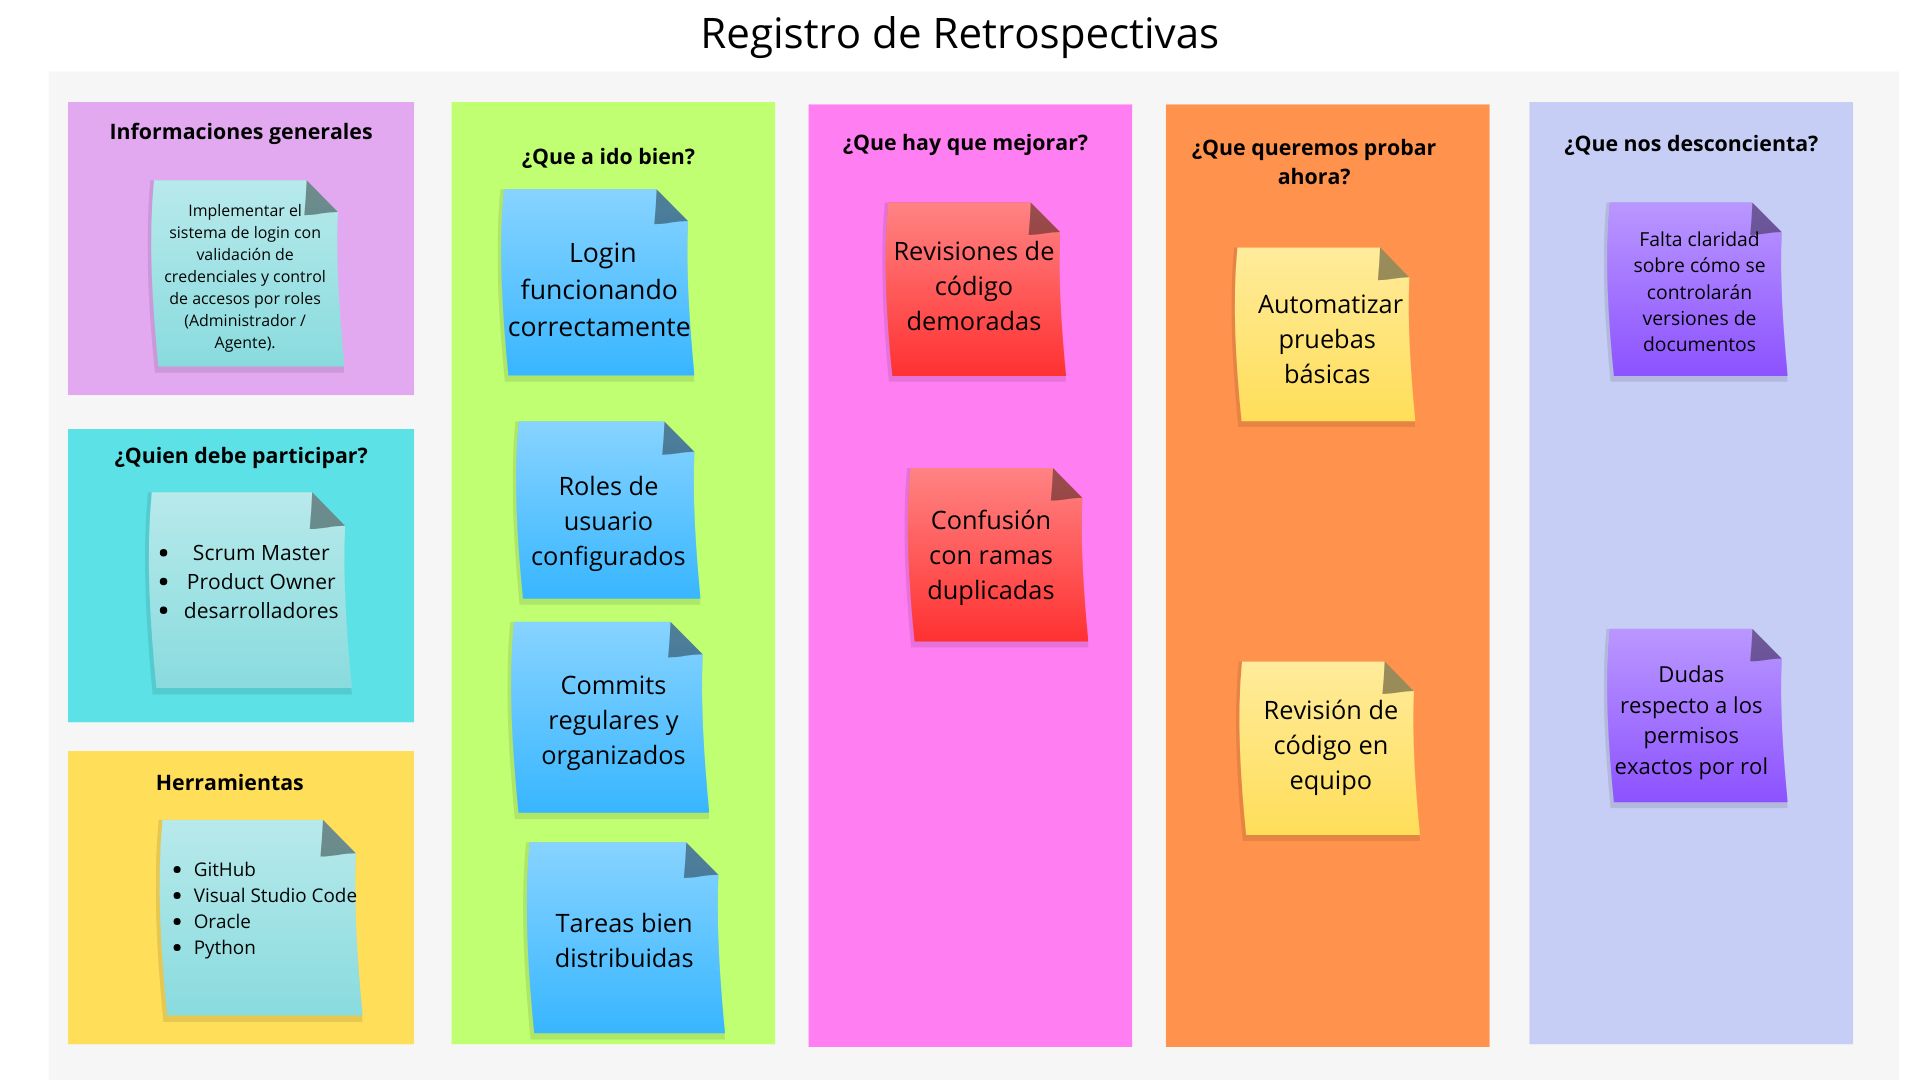 Registro de Retrospectivas
Informaciones generales
Implementar el
sistema de login con
validación de
credenciales y control
de accesos por roles
(Administrador /
Agente).
¿Quien debe participar?
• Scrum Master
• Product Owner
• desarrolladores
Herramientas
• GitHub
• Visual Studio Code
• Oracle
• Python
¿Que a ido bien?
Login
funcionando
correctamente
Roles de
usuario
configurados
Commits
regulares y
organizados
Tareas bien
distribuidas
¿Que hay que mejorar?
Revisiones de
código
demoradas
Confusión
con ramas
duplicadas
¿Que queremos probar
ahora?
Automatizar
pruebas
básicas
Revisión de
código en
equipo
¿Que nos desconcienta?
Falta claridad
sobre cómo se
controlarán
versiones de
documentos
Dudas
respecto a los
permisos
exactos por rol